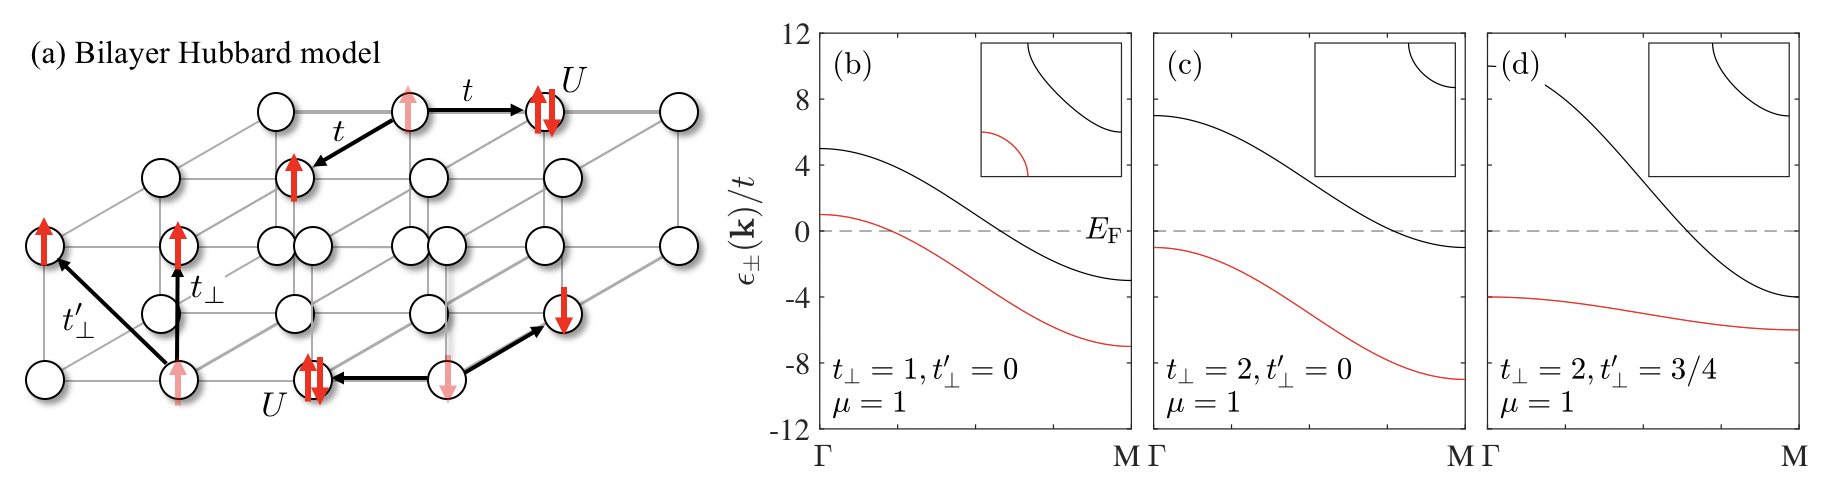 (a) Bilayer Hubbard model
t
U
t
t⊥
t′⊥
U
ϵ±(k)/t
12
8
4
0
-4
-8
-12
(b)
E_F
t⊥ = 1, t′⊥ = 0
μ = 1
Γ
M
(c)
t⊥ = 2, t′⊥ = 0
μ = 1
Γ
M
(d)
t⊥ = 2, t′⊥ = 3/4
μ = 1
Γ
M